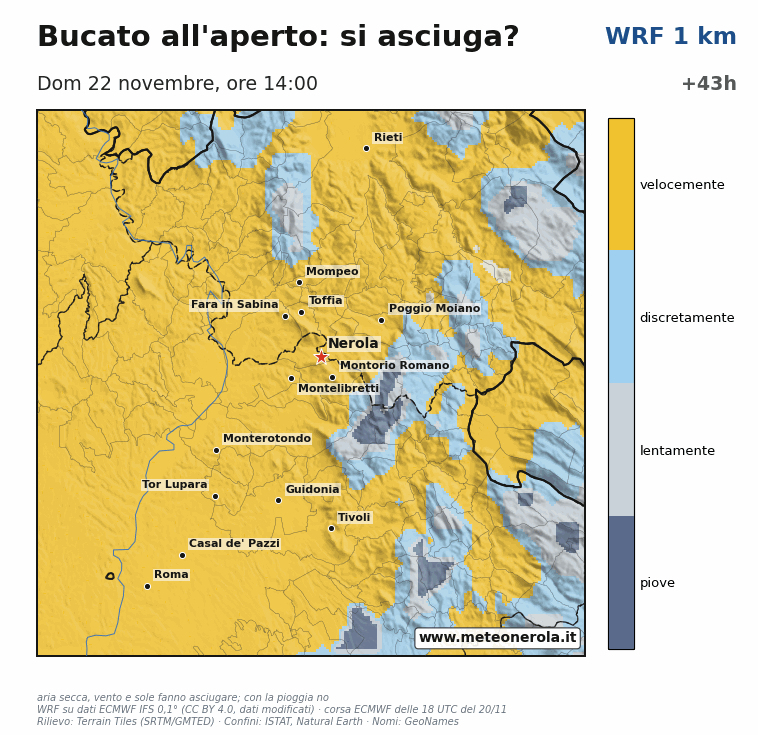 Bucato all'aperto: si asciuga?
WRF 1 km
Dom 22 novembre, ore 14:00
+43h
Rieti
velocemente
Mompeo
Toffia
Fara in Sabina
Poggio Moiano
discretamente
Nerola
Montorio Romano
Montelibretti
Monterotondo
lentamente
Tor Lupara
Guidonia
Tivoli
Casal de' Pazzi
Roma
piove
www.meteonerola.it
aria secca, vento e sole fanno asciugare; con la pioggia no
WRF su dati ECMWF IFS 0,1° (CC BY 4.0, dati modificati) · corsa ECMWF delle 18 UTC del 20/11
Rilievo: Terrain Tiles (SRTM/GMTED) · Confini: ISTAT, Natural Earth · Nomi: GeoNames